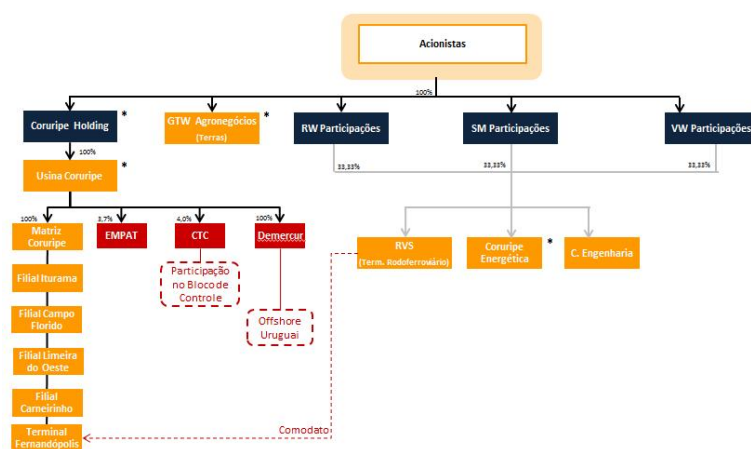 Acionistas
100%
Coruripe Holding
*
GTW Agronegócios
(Terras)
*
RW Participações
SM Participações
VW Participações
100%
33,33%
33,33%
33,33%
Usina Coruripe
*
100%
3,7%
4,0%
100%
Matriz
Coruripe
EMPAT
CTC
Demercur
RVS
(Term. Rodoferroviário)
Coruripe
Energética
*
C. Engenharia
Participação
no Bloco de
Controle
Filial Iturama
Filial Campo
Florido
Offshore
Uruguai
Filial Limeira
do Oeste
Filial
Carneirinho
Terminal
Fernandópolis
Comodato